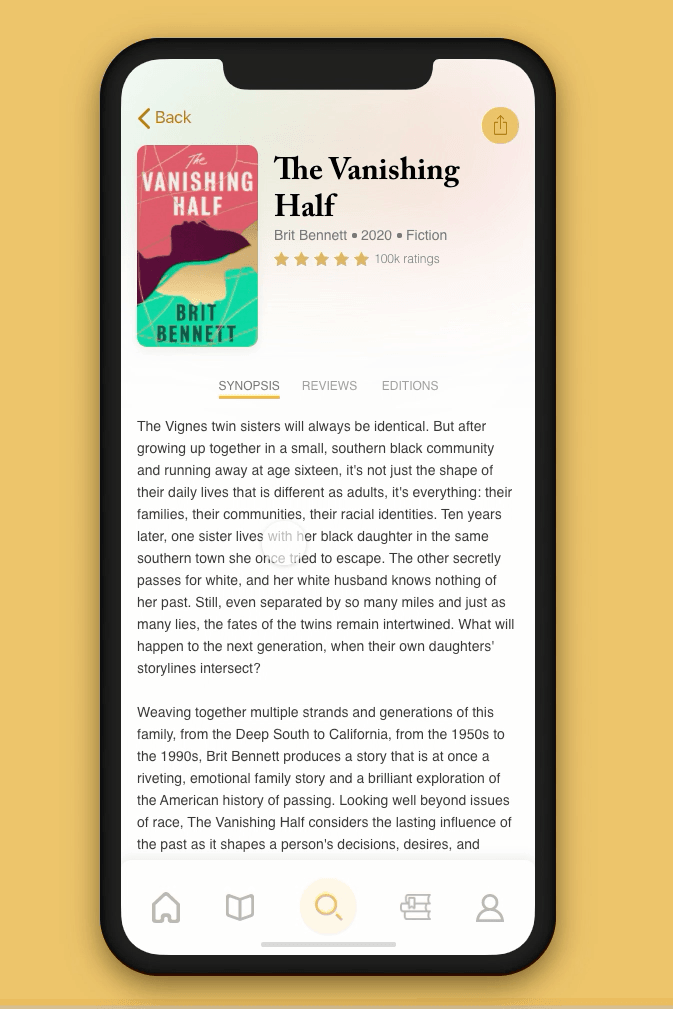 Back
The
VANISHING
HALF
BRIT
BENNETT
The Vanishing
Half
Brit Bennett • 2020 • Fiction
100k ratings
SYNOPSIS REVIEWS EDITIONS
The Vignes twin sisters will always be identical. But after
growing up together in a small, southern black community
and running away at age sixteen, it's not just the shape of
their daily lives that is different as adults, it's everything: their
families, their communities, their racial identities. Ten years
later, one sister lives with her black daughter in the same
southern town she once tried to escape. The other secretly
passes for white, and her white husband knows nothing of
her past. Still, even separated by so many miles and just as
many lies, the fates of the twins remain intertwined. What will
happen to the next generation, when their own daughters'
storylines intersect?
Weaving together multiple strands and generations of this
family, from the Deep South to California, from the 1950s to
the 1990s, Brit Bennett produces a story that is at once a
riveting, emotional family story and a brilliant exploration of
the American history of passing. Looking well beyond issues
of race, The Vanishing Half considers the lasting influence of
the past as it shapes a person's decisions, desires, and